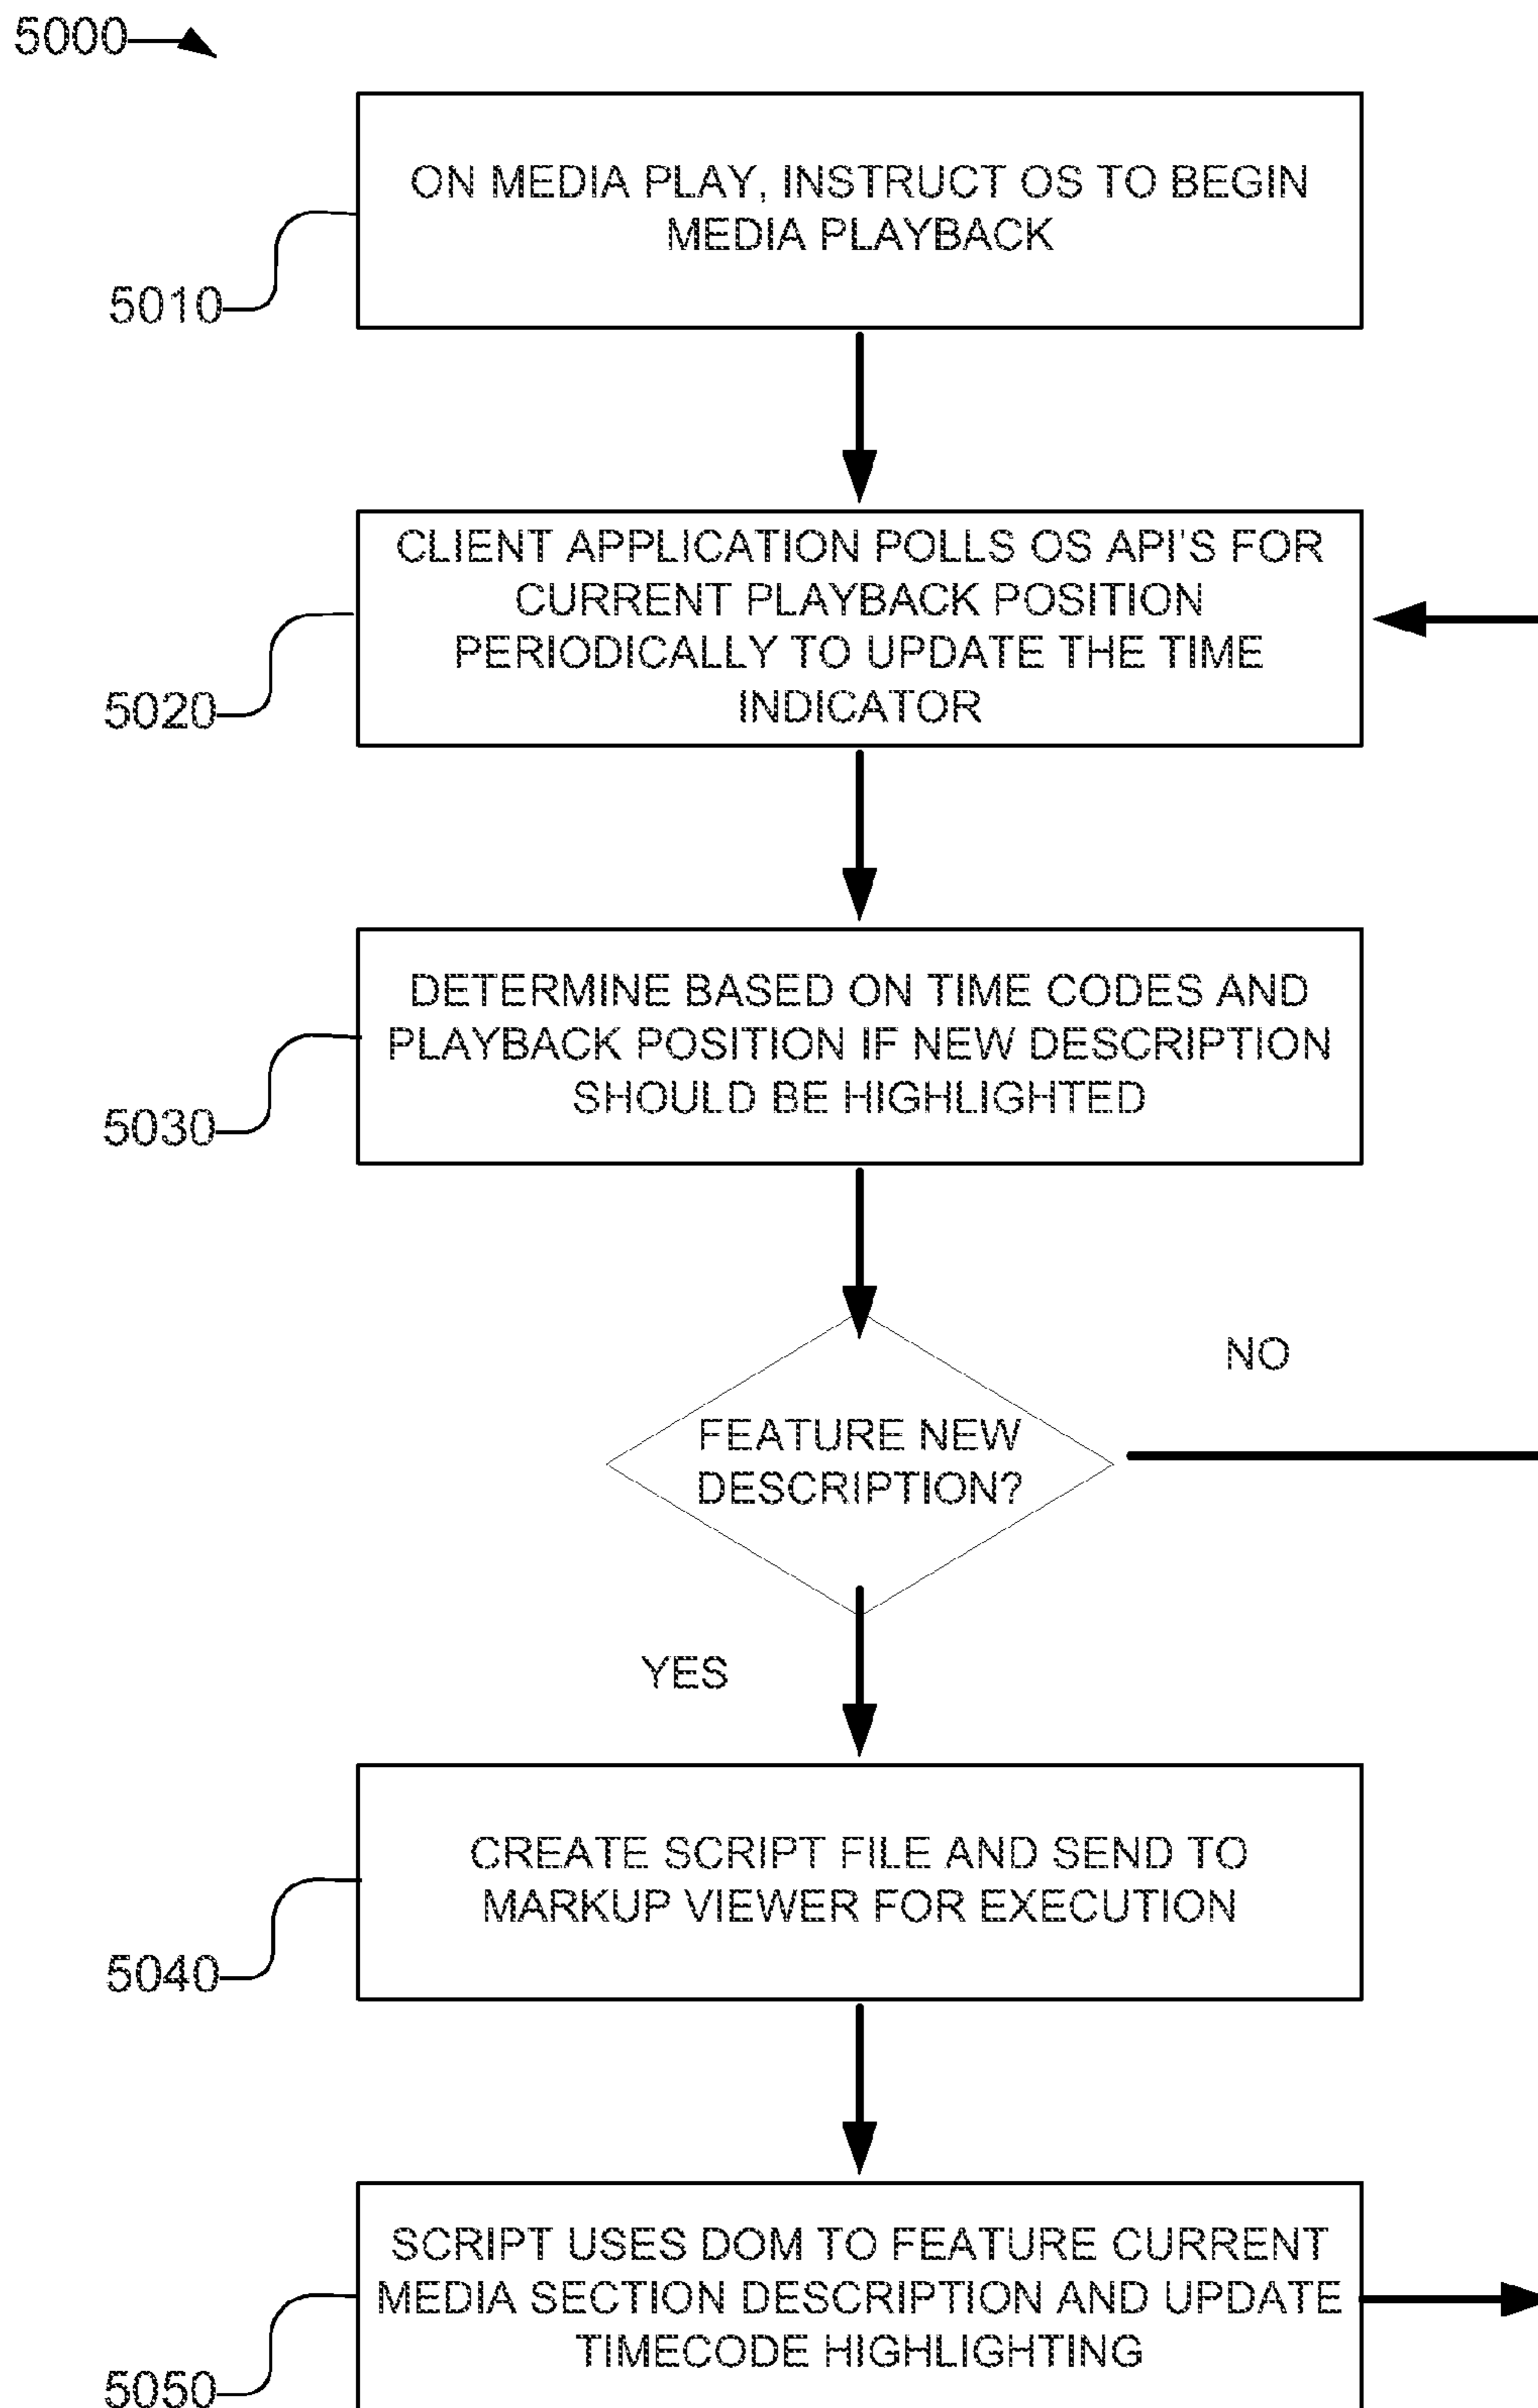 5000
ON MEDIA PLAY, INSTRUCT OS TO BEGIN
MEDIA PLAYBACK
5010
CLIENT APPLICATION POLLS OS API'S FOR
CURRENT PLAYBACK POSITION
PERIODICALLY TO UPDATE THE TIME
INDICATOR
5020
DETERMINE BASED ON TIME CODES AND
PLAYBACK POSITION IF NEW DESCRIPTION
SHOULD BE HIGHLIGHTED
5030
NO
FEATURE NEW
DESCRIPTION?
YES
CREATE SCRIPT FILE AND SEND TO
MARKUP VIEWER FOR EXECUTION
5040
SCRIPT USES DOM TO FEATURE CURRENT
MEDIA SECTION DESCRIPTION AND UPDATE
TIMECODE HIGHLIGHTING
5050